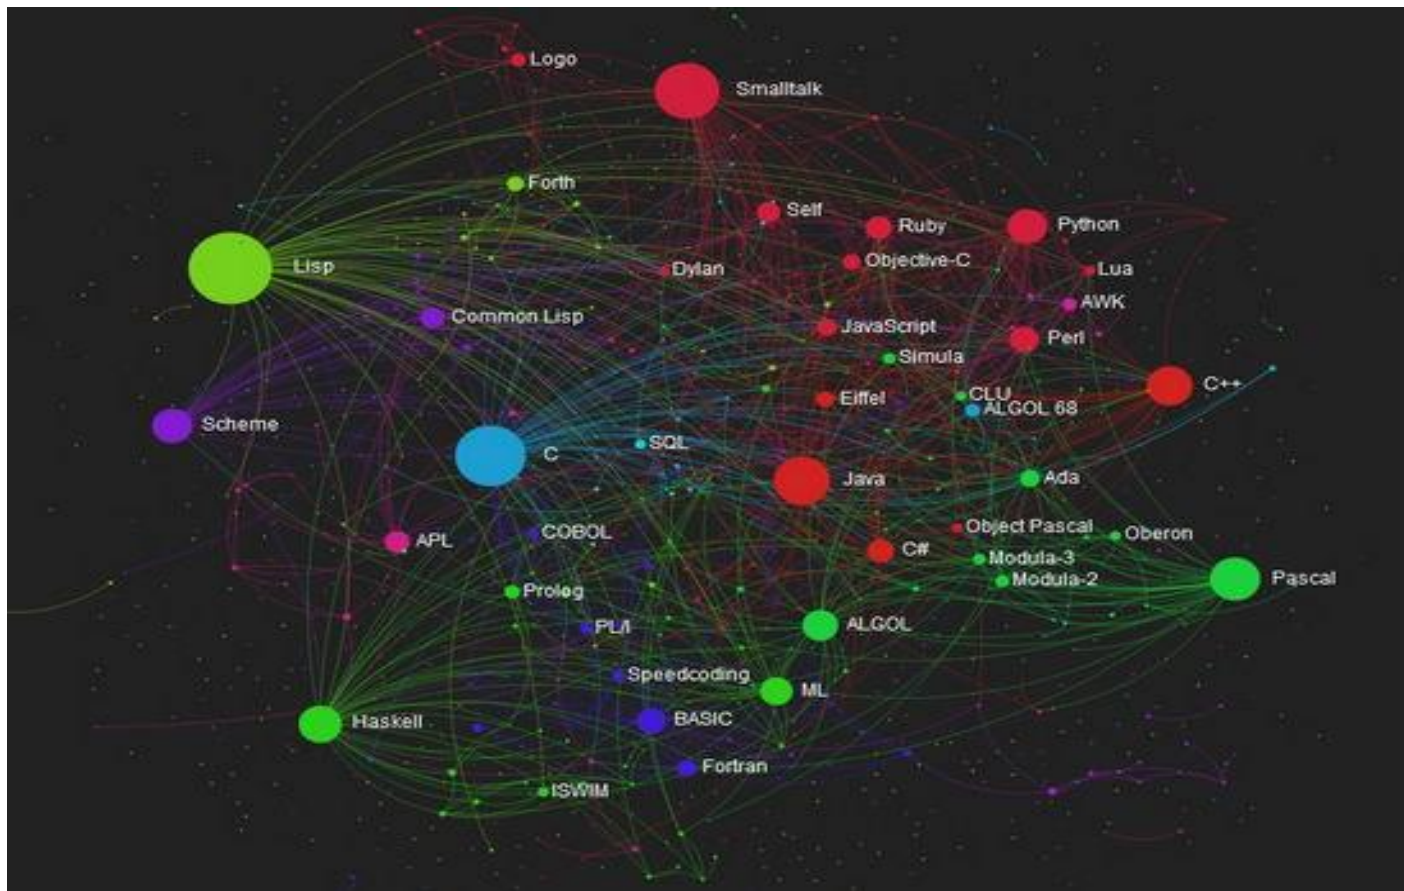 Logo
Smalltalk
Forth
Self
Ruby
Python
Lisp
Dylan
Objective-C
Lua
AWK
Common Lisp
JavaScript
Perl
Simula
C++
Eiffel
CLU
ALGOL 68
Scheme
C
SQL
Java
Ada
APL
COBOL
Object Pascal
Oberon
C#
Modula-3
Modula-2
Pascal
Prolog
PL/I
ALGOL
Speedcoding
ML
Haskell
BASIC
Fortran
ISWIM